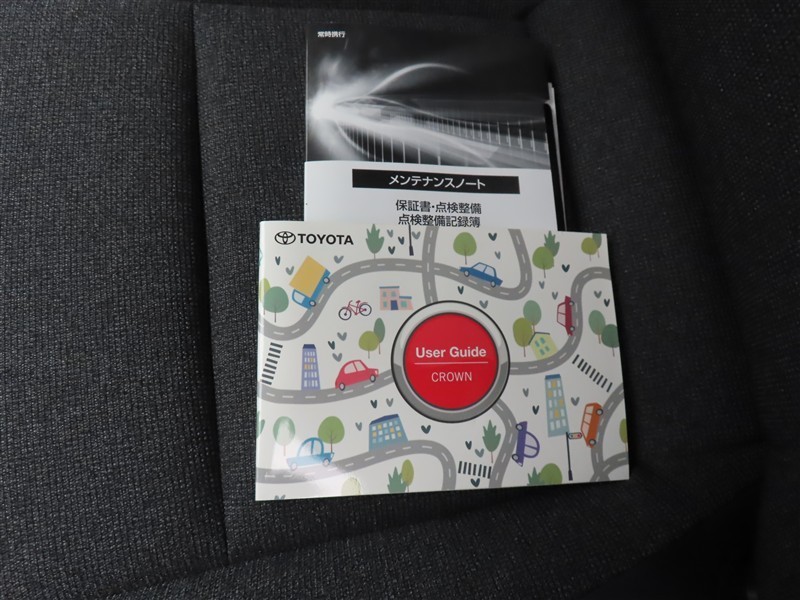 常時携行
メンテナンスノート
保証書・点検整備
点検整備記録簿
TOYOTA
User Guide
CROWN